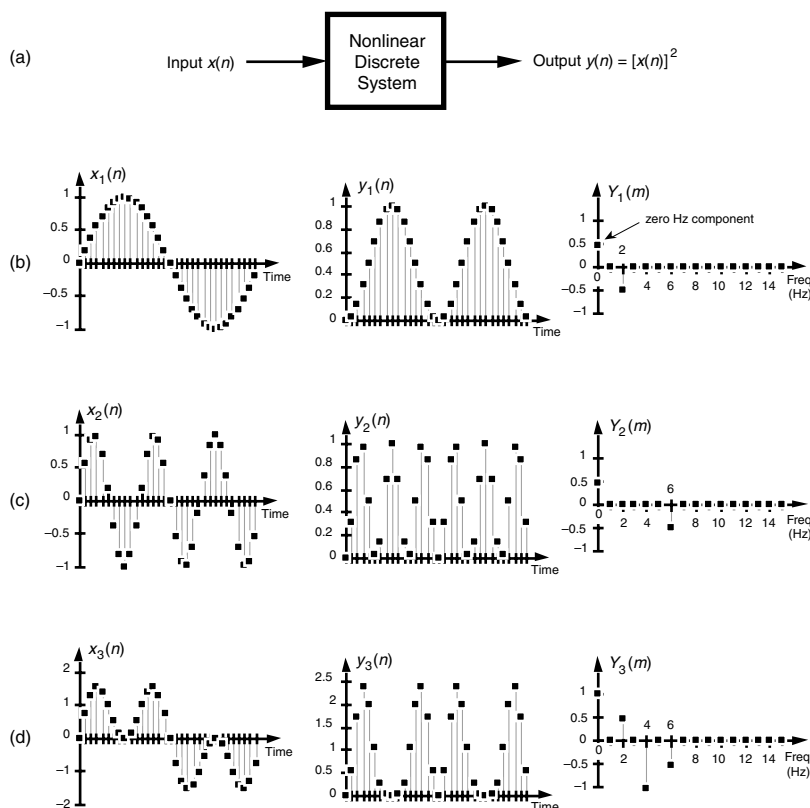 (a)
Input x(n)
Nonlinear
Discrete
System
Output y(n) = [x(n)]²
(b)
x₁(n)
1
0.5
0
−0.5
−1
Time
y₁(n)
1
0.8
0.6
0.4
0.2
0
Time
Y₁(m)
zero Hz component
1
0.5
0
−0.5
−1
2
0 4 6 8 10 12 14
Freq
(Hz)
(c)
x₂(n)
1
0.5
0
−0.5
−1
Time
y₂(n)
1
0.8
0.6
0.4
0.2
0
Time
Y₂(m)
1
0.5
0
−0.5
−1
6
0 2 4 8 10 12 14
Freq
(Hz)
(d)
x₃(n)
2
1
0
−1
−2
Time
y₃(n)
2.5
2
1.5
1
0.5
0
Time
Y₃(m)
1
0.5
0
−0.5
−1
4 6
0 2 8 10 12 14
Freq
(Hz)